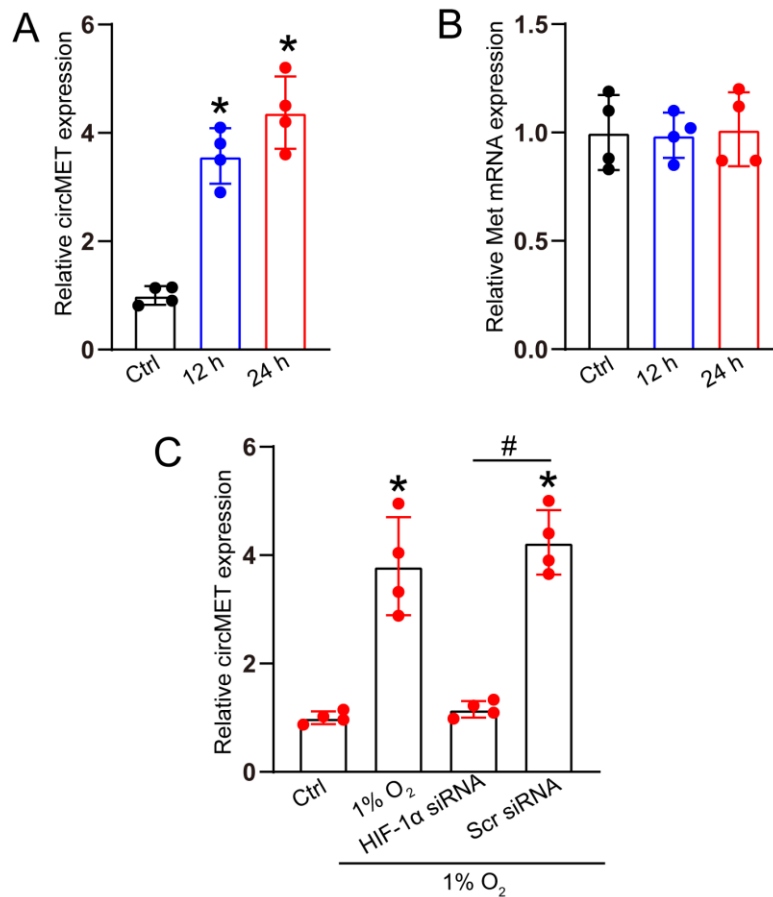 A
Relative circMET expression
6
4
2
0
*
*
Ctrl
12 h
24 h
B
Relative Met mRNA expression
1.5
1.0
0.5
0.0
Ctrl
12 h
24 h
C
Relative circMET expression
6
4
2
0
*
#
*
Ctrl
1% O₂
HIF-1α siRNA
Scr siRNA
1% O₂